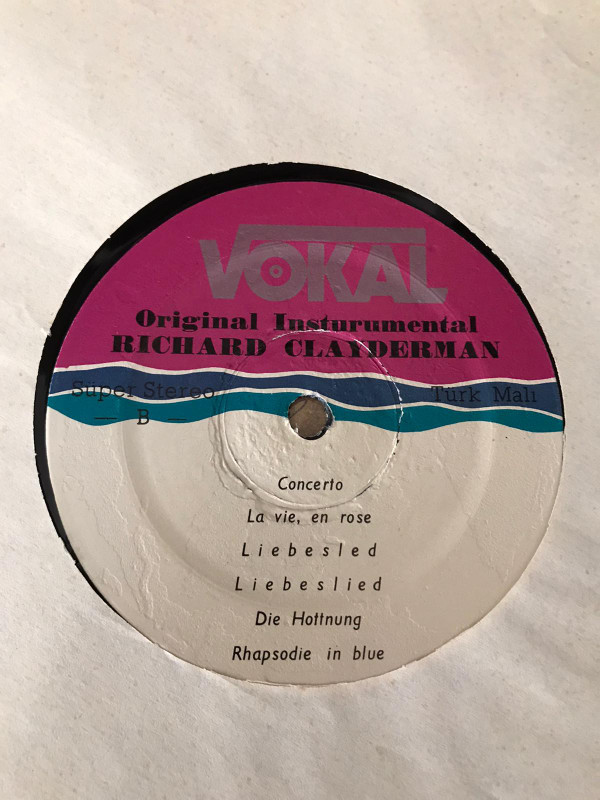 VOKAL
Original Insturumental
RICHARD CLAYDERMAN
Süper Stereo
Türk Malı
— B —
Concerto
La vie, en rose
Liebesled
Liebeslied
Die Hottnung
Rhapsodie in blue